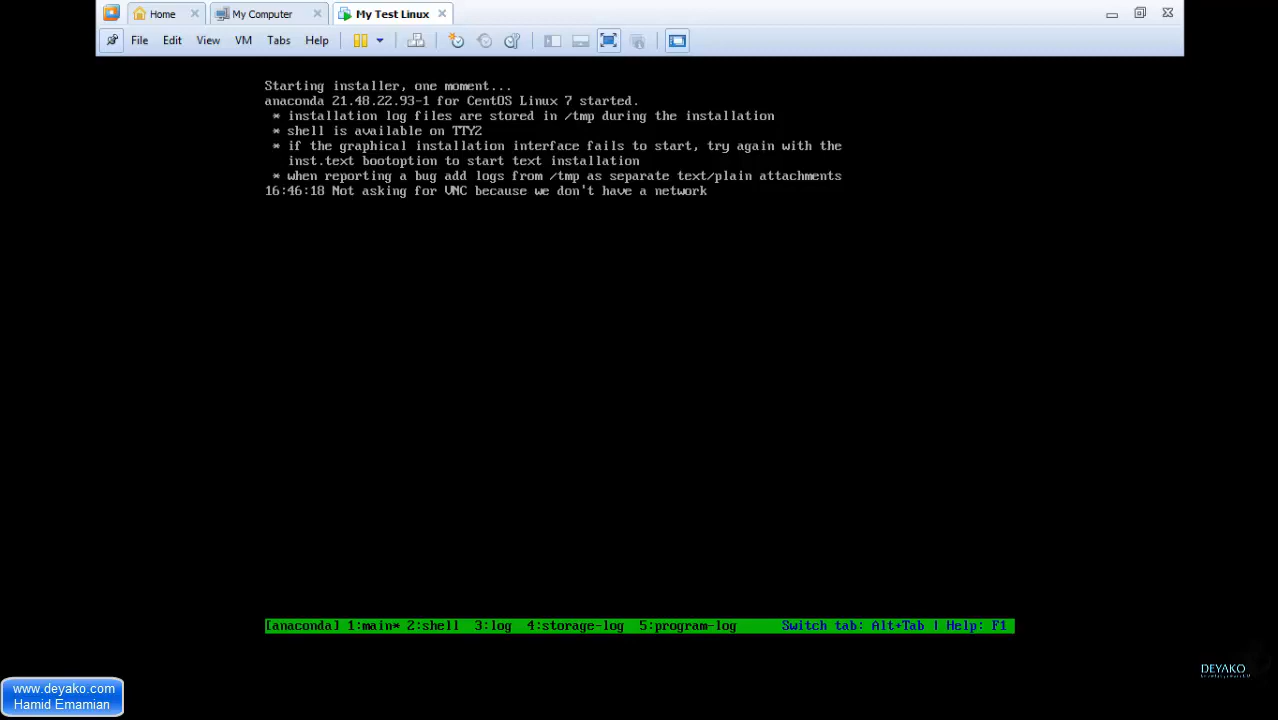 Home My Computer My Test Linux
File Edit View VM Tabs Help
Starting installer, one moment...
anaconda 21.48.22.93-1 for CentOS Linux 7 started.
* installation log files are stored in /tmp during the installation
* shell is available on TTY2
* if the graphical installation interface fails to start, try again with the
inst.text bootoption to start text installation
* when reporting a bug add logs from /tmp as separate text/plain attachments
16:46:18 Not asking for VNC because we don't have a network
[anaconda] 1:main* 2:shell 3:log 4:storage-log 5:program-log Switch tab: Alt+Tab | Help: F1
DEYAKO
www.deyako.com
Hamid Emamian